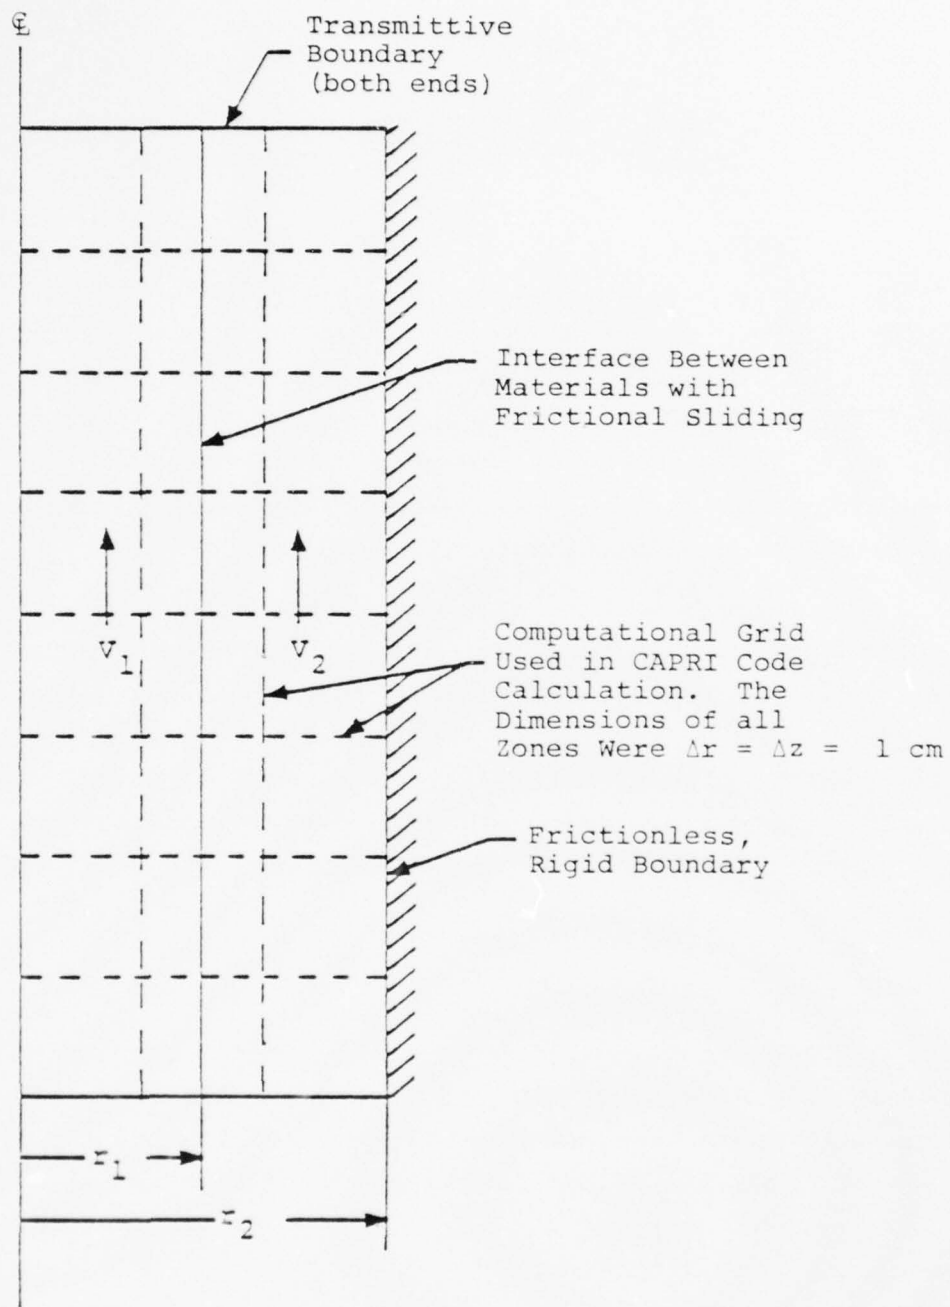 ℄
Transmittive
Boundary
(both ends)
Interface Between
Materials with
Frictional Sliding
V1
V2
Computational Grid
Used in CAPRI Code
Calculation. The
Dimensions of all
Zones Were Δr = Δz = 1 cm
Frictionless,
Rigid Boundary
r1
r2